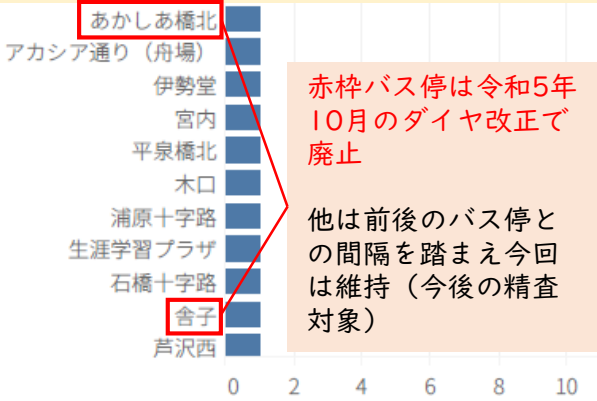 あかしあ橋北
アカシア通り（舟場）
伊勢堂
宮内
平泉橋北
木口
浦原十字路
生涯学習プラザ
石橋十字路
舎子
芦沢西
0 2 4 6 8 10
赤枠バス停は令和5年
10月のダイヤ改正で
廃止
他は前後のバス停と
の間隔を踏まえ今回
は維持（今後の精査
対象）